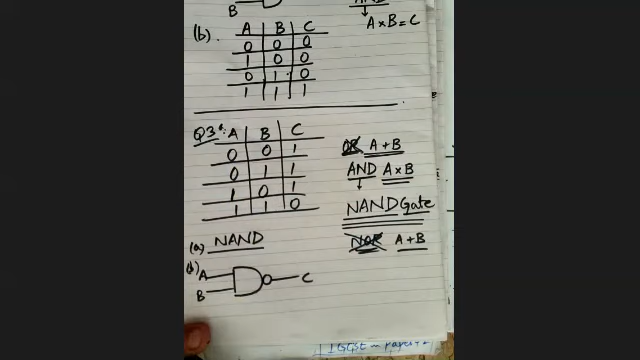 B
AND
A × B = C
(b). A B C
0 0 0
1 0 0
0 1 0
1 1 1
Q3 A B C
0 0 1
0 1 1
1 0 1
1 1 0
OR A + B
AND A × B
NAND Gate
NOR A + B
(a) NAND
(b) A
B
C
IGCSE